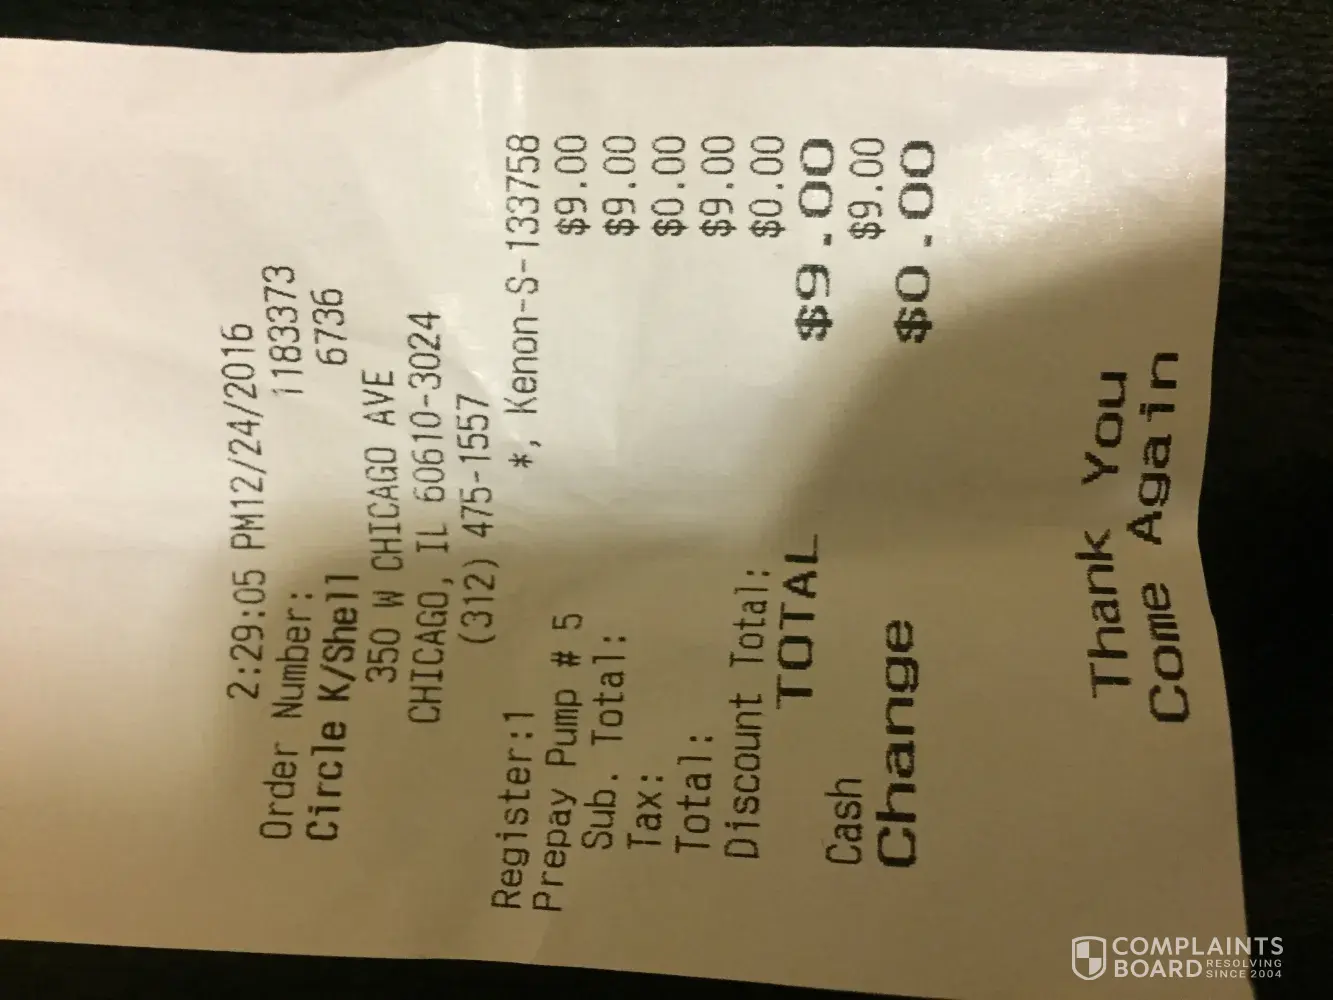 2:29:05 PM12/24/2016
Order Number: 1183373
Circle K/Shell 6736
350 W CHICAGO AVE
CHICAGO, IL 60610-3024
(312) 475-1557
Register:1 *, Kenon-S-133758
Prepay Pump # 5 $9.00
Sub. Total: $9.00
Tax: $0.00
Total: $9.00
Discount Total: $0.00
TOTAL $9.00
Cash $9.00
Change $0.00
Thank You
Come Again
COMPLAINTS
BOARD RESOLVING
SINCE 2004